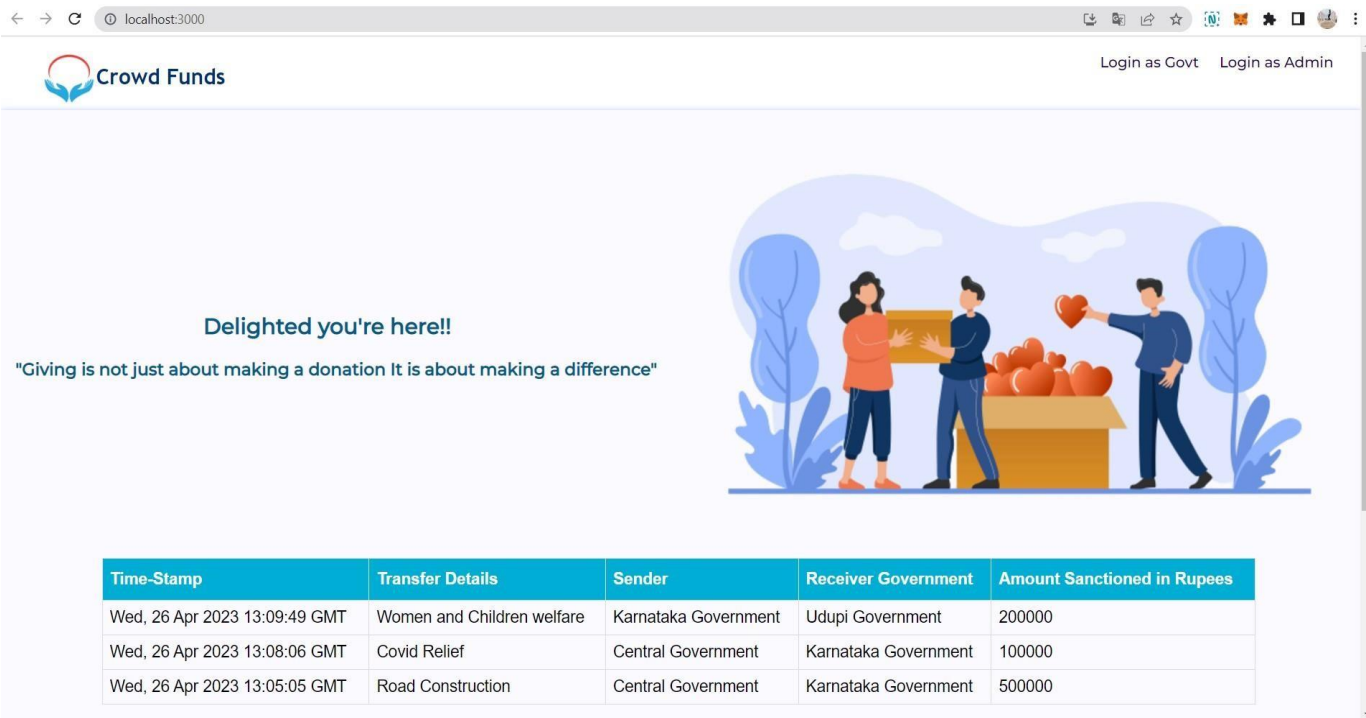 localhost:3000
Crowd Funds
Login as Govt Login as Admin
Delighted you're here!!
"Giving is not just about making a donation It is about making a difference"
Time-Stamp Transfer Details Sender Receiver Government Amount Sanctioned in Rupees
Wed, 26 Apr 2023 13:09:49 GMT Women and Children welfare Karnataka Government Udupi Government 200000
Wed, 26 Apr 2023 13:08:06 GMT Covid Relief Central Government Karnataka Government 100000
Wed, 26 Apr 2023 13:05:05 GMT Road Construction Central Government Karnataka Government 500000